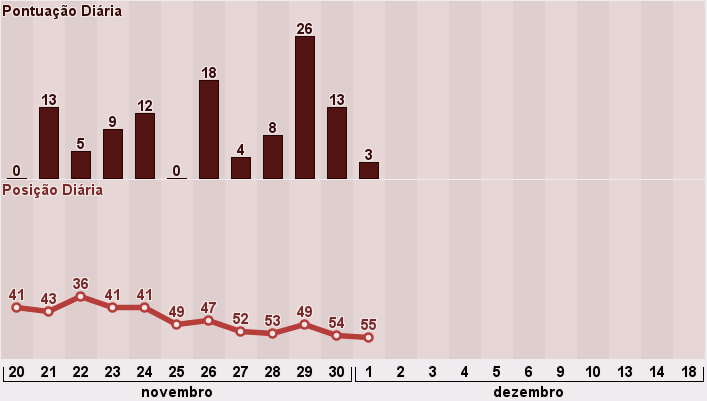 Pontuação Diária
0 13 5 9 12 0 18 4 8 26 13 3
Posição Diária
41 43 36 41 41 49 47 52 53 49 54 55
20 21 22 23 24 25 26 27 28 29 30 1 2 3 4 5 6 9 10 13 14 18
novembro dezembro